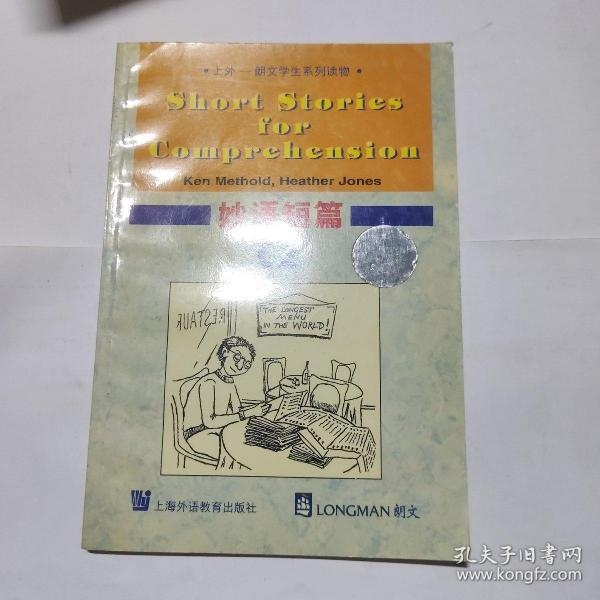 •上外—朗文学生系列读物•
Short Stories
for
Comprehension
Ken Methold, Heather Jones
妙语短篇
RESTAUR
THE LONGEST
MENU
IN THE WORLD!
上海外语教育出版社
LONGMAN 朗文
孔夫子旧书网
www.kongfz.com